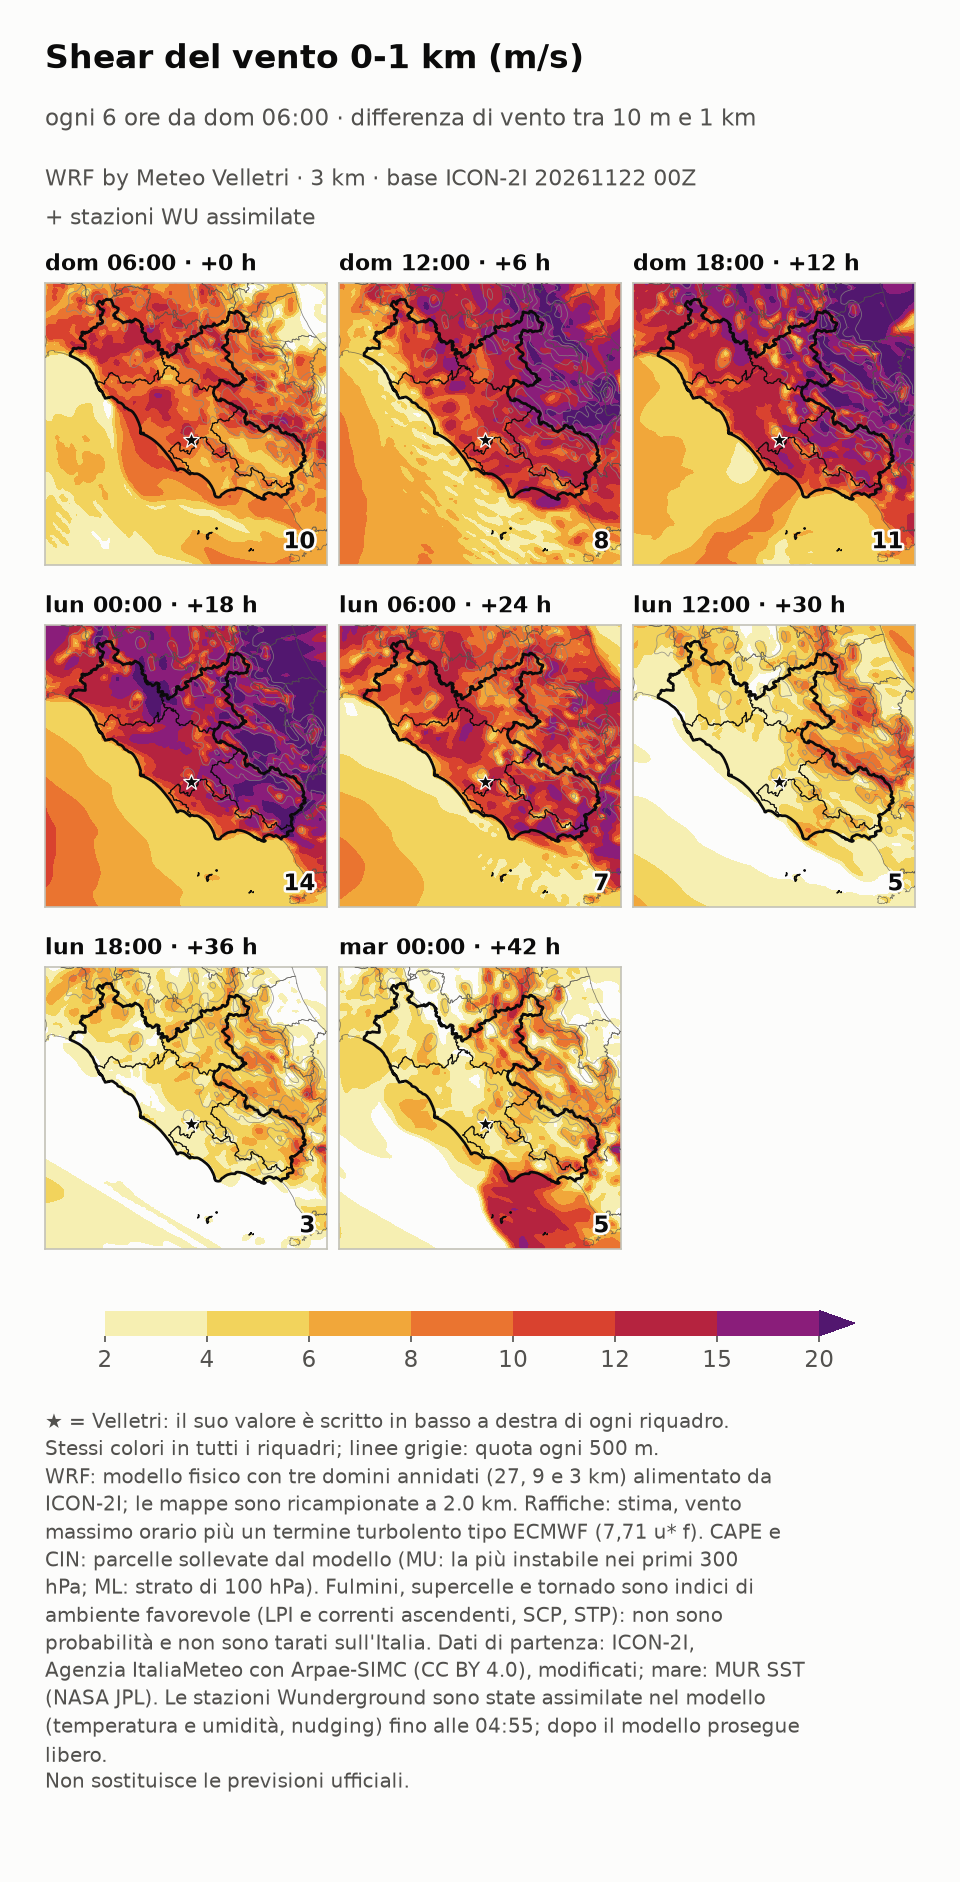 Shear del vento 0-1 km (m/s)
ogni 6 ore da dom 06:00 · differenza di vento tra 10 m e 1 km
WRF by Meteo Velletri · 3 km · base ICON-2I 20261122 00Z
+ stazioni WU assimilate
dom 06:00 · +0 h
dom 12:00 · +6 h
dom 18:00 · +12 h
10
8
11
lun 00:00 · +18 h
lun 06:00 · +24 h
lun 12:00 · +30 h
14
7
5
lun 18:00 · +36 h
mar 00:00 · +42 h
3
5
2 4 6 8 10 12 15 20
★ = Velletri: il suo valore è scritto in basso a destra di ogni riquadro.
Stessi colori in tutti i riquadri; linee grigie: quota ogni 500 m.
WRF: modello fisico con tre domini annidati (27, 9 e 3 km) alimentato da
ICON-2I; le mappe sono ricampionate a 2.0 km. Raffiche: stima, vento
massimo orario più un termine turbolento tipo ECMWF (7,71 u* f). CAPE e
CIN: parcelle sollevate dal modello (MU: la più instabile nei primi 300
hPa; ML: strato di 100 hPa). Fulmini, supercelle e tornado sono indici di
ambiente favorevole (LPI e correnti ascendenti, SCP, STP): non sono
probabilità e non sono tarati sull'Italia. Dati di partenza: ICON-2I,
Agenzia ItaliaMeteo con Arpae-SIMC (CC BY 4.0), modificati; mare: MUR SST
(NASA JPL). Le stazioni Wunderground sono state assimilate nel modello
(temperatura e umidità, nudging) fino alle 04:55; dopo il modello prosegue
libero.
Non sostituisce le previsioni ufficiali.